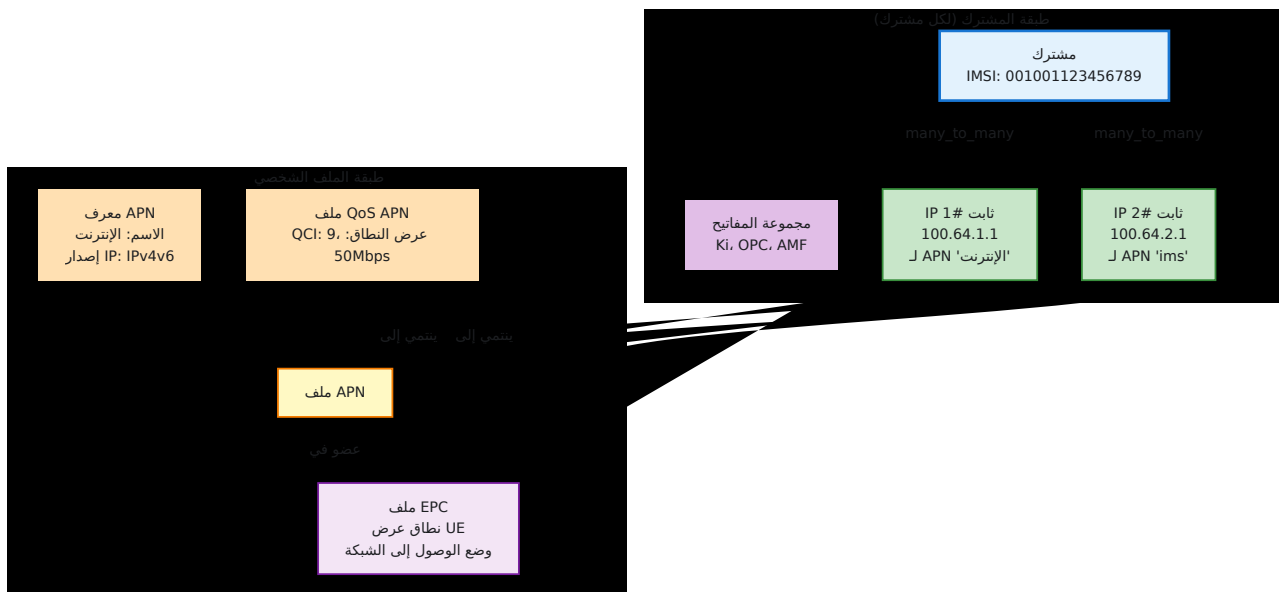 طبقة المشترك (لكل مشترك)
مشترك
IMSI: 001001123456789
many_to_many
many_to_many
مجموعة المفاتيح
Ki، OPC، AMF
IP ثابت #1
100.64.1.1
لـ APN 'الإنترنت'
IP ثابت #2
100.64.2.1
لـ APN 'ims'
طبقة الملف الشخصي
معرف APN
الاسم: الإنترنت
إصدار IP: IPv4v6
ملف QoS APN
QCI: 9، عرض النطاق:
50Mbps
ينتمي إلى
ينتمي إلى
ملف APN
عضو في
ملف EPC
نطاق عرض UE
وضع الوصول إلى الشبكة